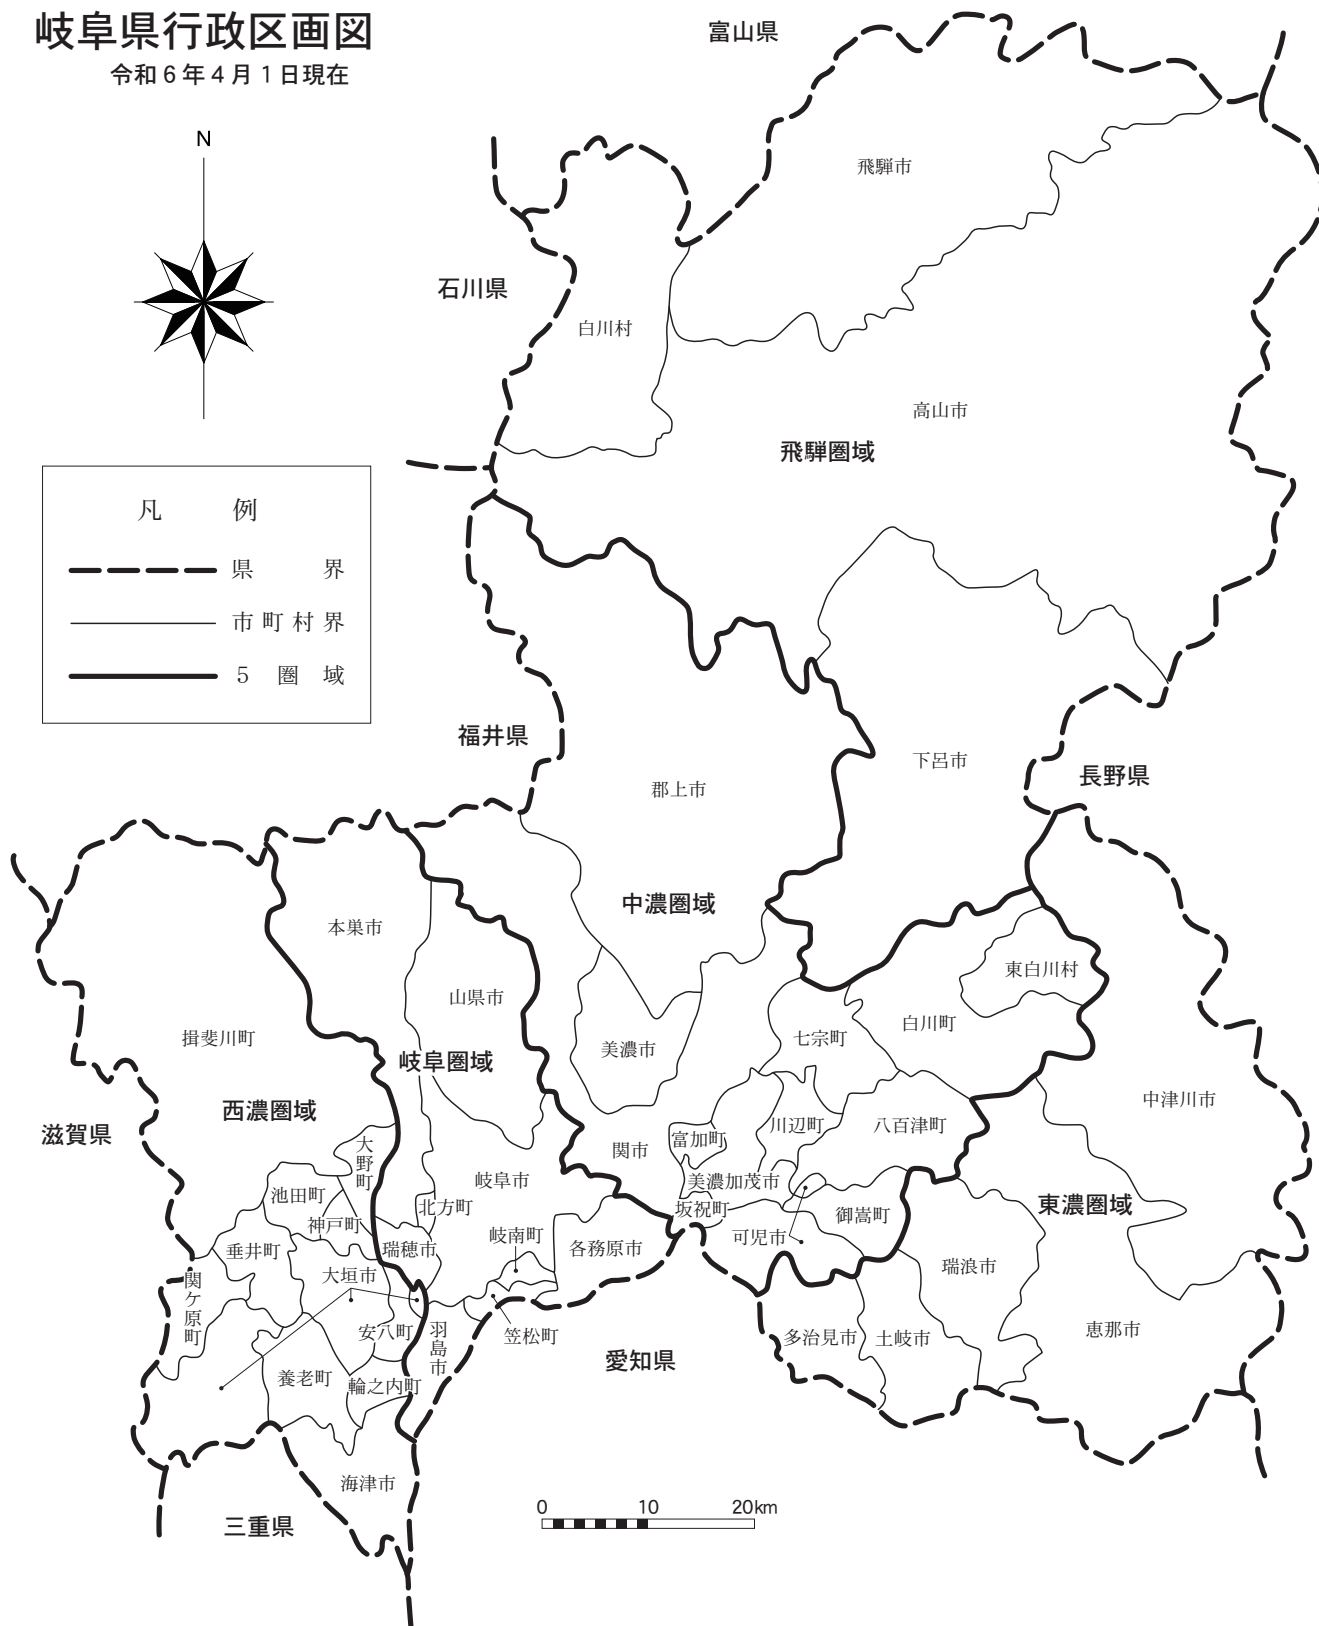 岐阜県行政区画図
令和6年4月1日現在
N
富山県
飛騨市
石川県
白川村
高山市
飛騨圏域
凡 例
県 界
市町村界
5 圏 域
福井県
下呂市
長野県
郡上市
中濃圏域
本巣市
東白川村
山県市
白川町
揖斐川町
七宗町
美濃市
岐阜圏域
中津川市
西濃圏域
滋賀県
川辺町
八百津町
富加町
関市
大野町
岐阜市
美濃加茂市
池田町
東濃圏域
北方町
坂祝町
御嵩町
神戸町
岐南町
可児市
瑞穂市
各務原市
垂井町
瑞浪市
大垣市
関ケ原町
安八町
羽島市
笠松町
恵那市
多治見市
土岐市
愛知県
養老町
輪之内町
海津市
0 10 20km
三重県